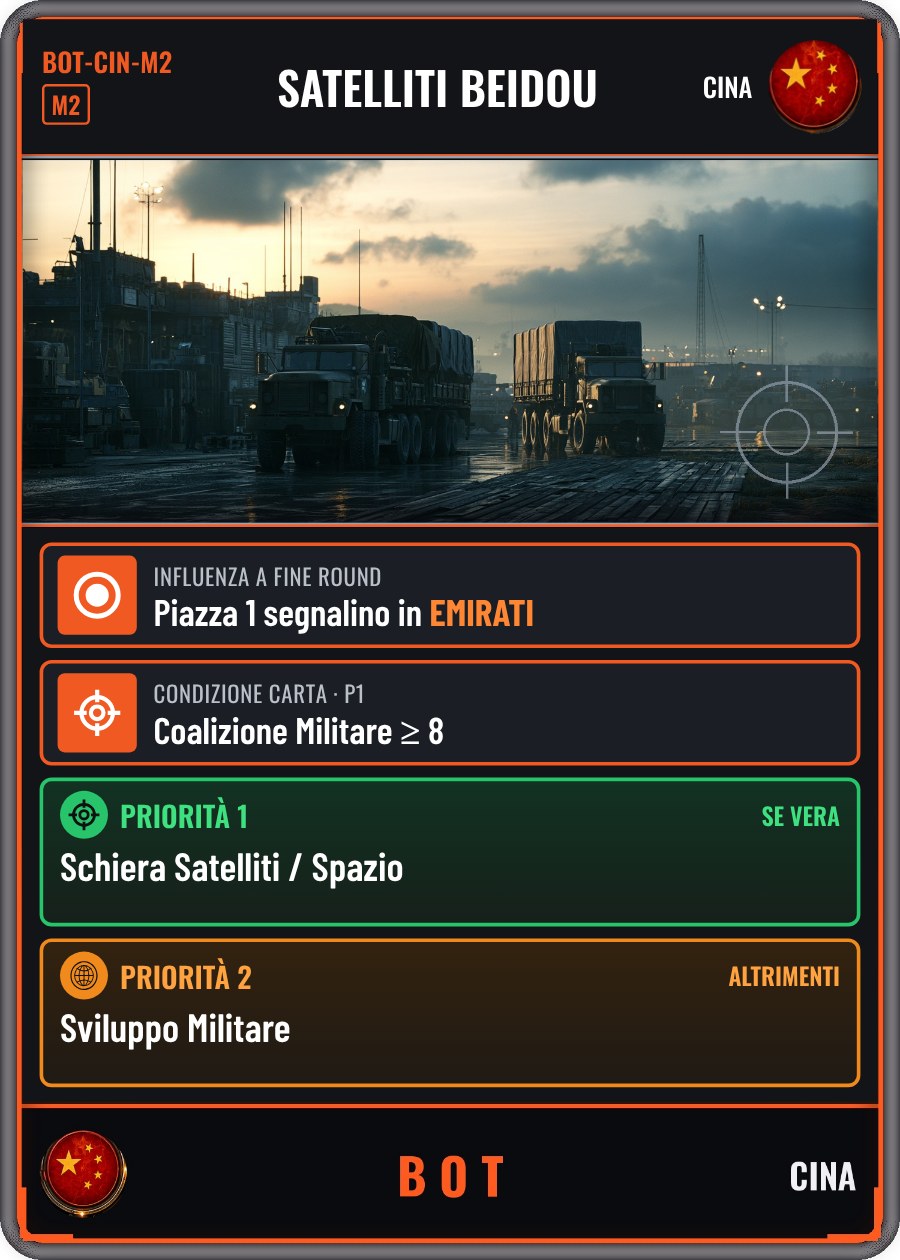 BOT-CIN-M2
M2
SATELLITI BEIDOU
CINA
INFLUENZA A FINE ROUND
Piazza 1 segnalino in EMIRATI
CONDIZIONE CARTA · P1
Coalizione Militare ≥ 8
PRIORITÀ 1
SE VERA
Schiera Satelliti / Spazio
PRIORITÀ 2
ALTRIMENTI
Sviluppo Militare
BOT
CINA